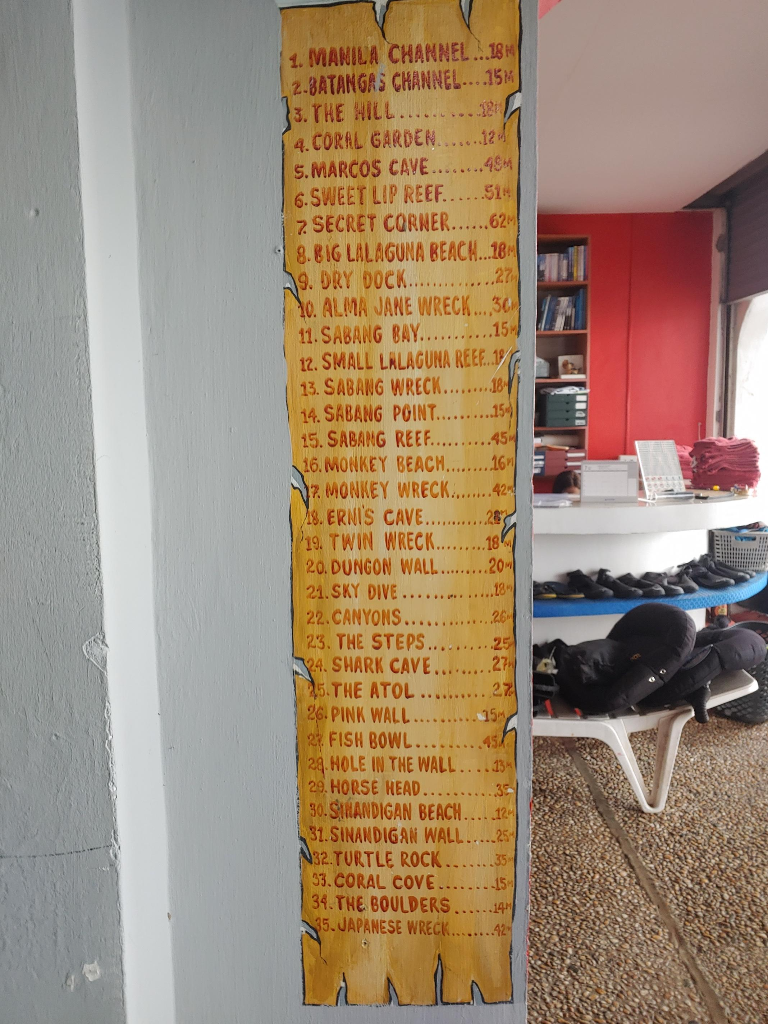 1. MANILA CHANNEL...18M
2. BATANGAS CHANNEL....15M
3. THE HILL..........18M
4. CORAL GARDEN......12M
5. MARCOS CAVE.......
6. SWEET LIP REEF.....51M
7. SECRET CORNER.....62M
8. BIG LALAGUNA BEACH...18M
9. DRY DOCK............27M
10. ALMA JANE WRECK....
11. SABANG BAY.........15M
12. SMALL LALAGUNA REEF..18
13. SABANG WRECK.......18M
14. SABANG POINT.......15M
15. SABANG REEF........45M
16. MONKEY BEACH.......16M
17. MONKEY WRECK......42M
18. ERNI'S CAVE.........28M
19. TWIN WRECK........18M
20. DUNGON WALL......20M
21. SKY DIVE ...........18M
22. CANYONS..........26M
23. THE STEPS.........25M
24. SHARK CAVE.......27M
25. THE ATOL .........27M
26. PINK WALL ........15M
27. FISH BOWL.........45M
28. HOLE IN THE WALL....13M
29. HORSE HEAD........35
30. SINANDIGAN BEACH....12M
31. SINANDIGAN WALL....25M
32. TURTLE ROCK.......35M
33. CORAL COVE.......15M
34. THE BOULDERS.....14M
35. JAPANESE WRECK....42M